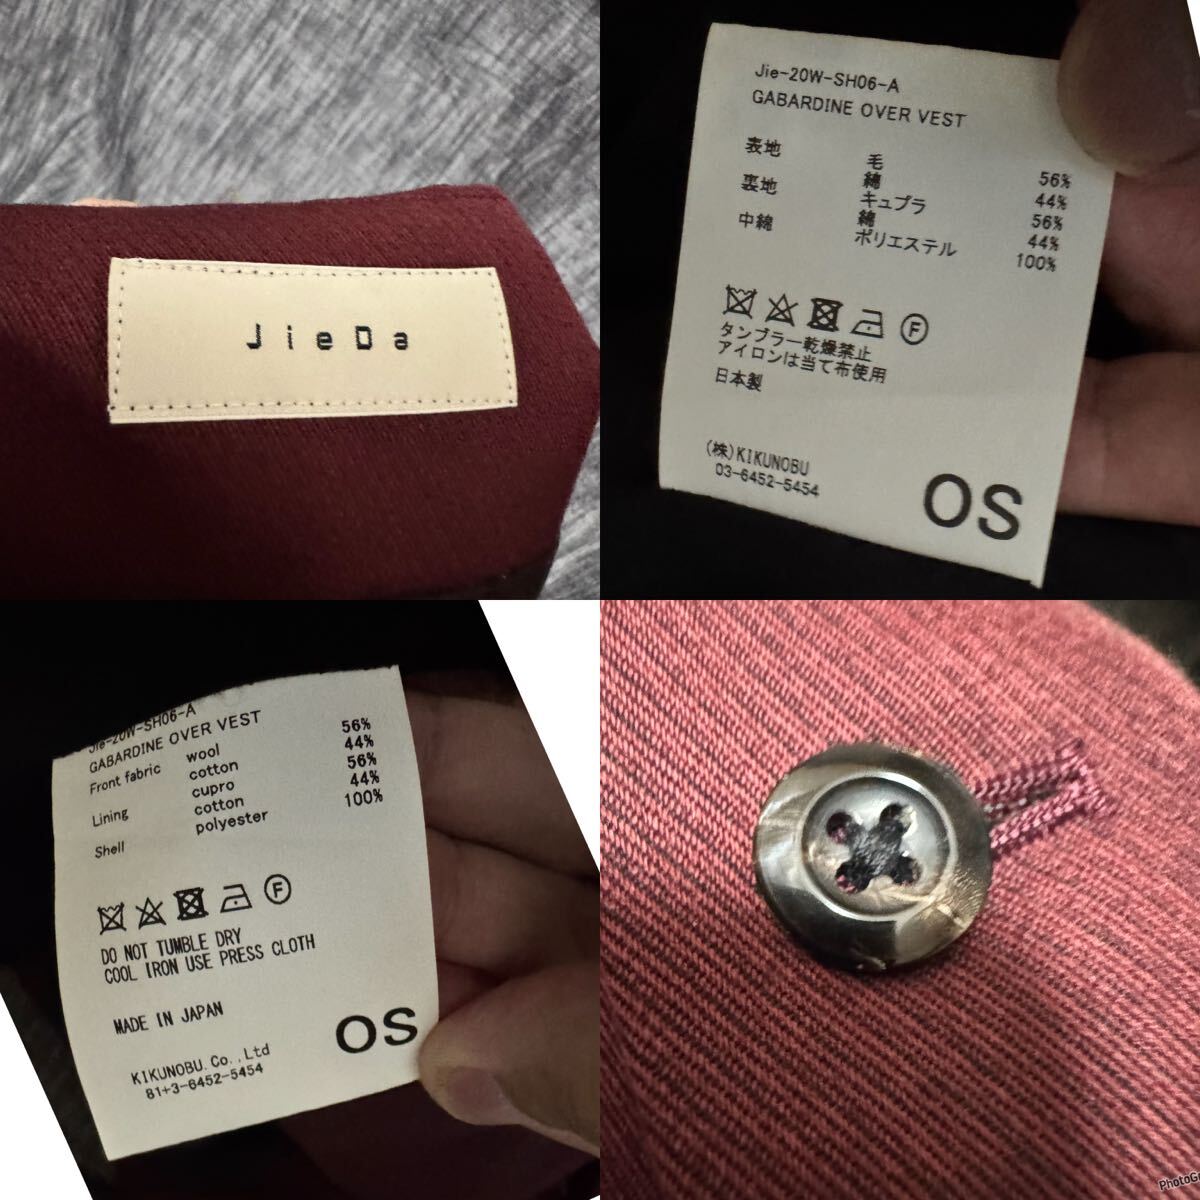 JieDa
Jie-20W-SH06-A
GABARDINE OVER VEST
表地 毛 56%
綿 44%
裏地 キュプラ 56%
綿 44%
中綿 ポリエステル 100%
F
タンブラー乾燥禁止
アイロンは当て布使用
日本製
(株)KIKUNOBU
03-6452-5454
OS
Jie-20W-SH06-A
GABARDINE OVER VEST
Front fabric wool 56%
cotton 44%
Lining cupro 56%
cotton 44%
Shell polyester 100%
F
DO NOT TUMBLE DRY
COOL IRON USE PRESS CLOTH
MADE IN JAPAN
KIKUNOBU.Co.,Ltd
81+3-6452-5454
OS